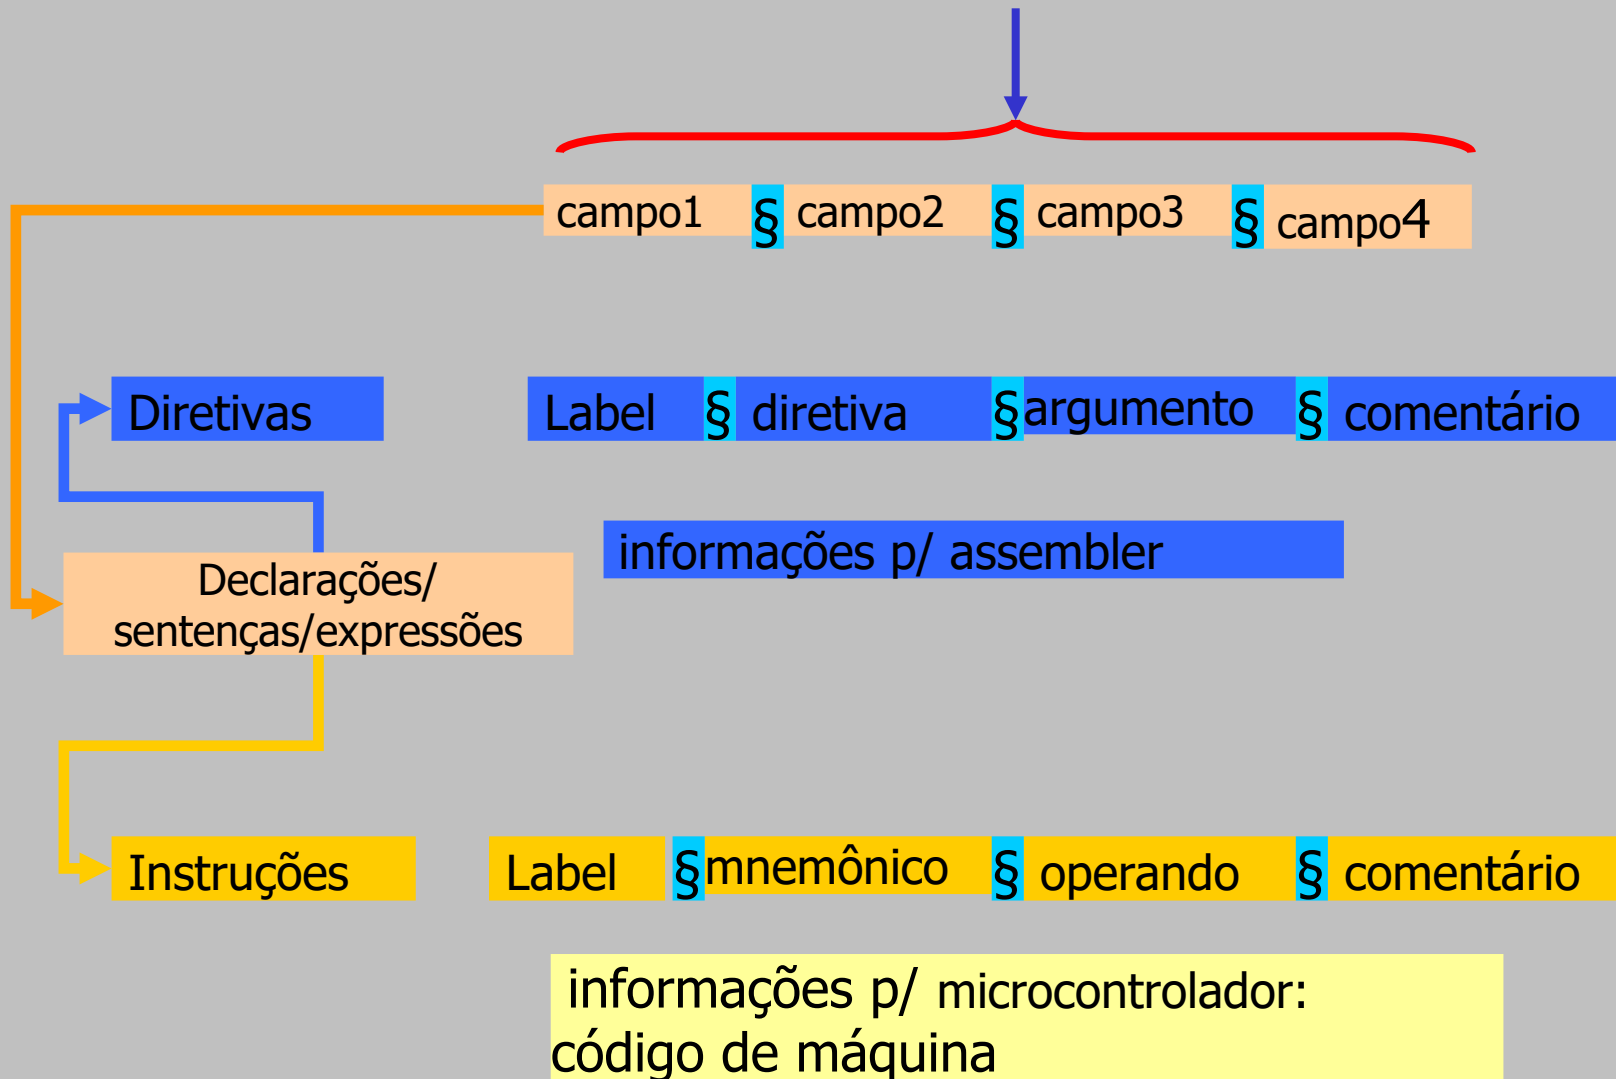 campo1 § campo2 § campo3 § campo4
Diretivas Label § diretiva § argumento § comentário
informações p/ assembler
Declarações/
sentenças/expressões
Instruções Label § mnemônico § operando § comentário
informações p/ microcontrolador:
código de máquina